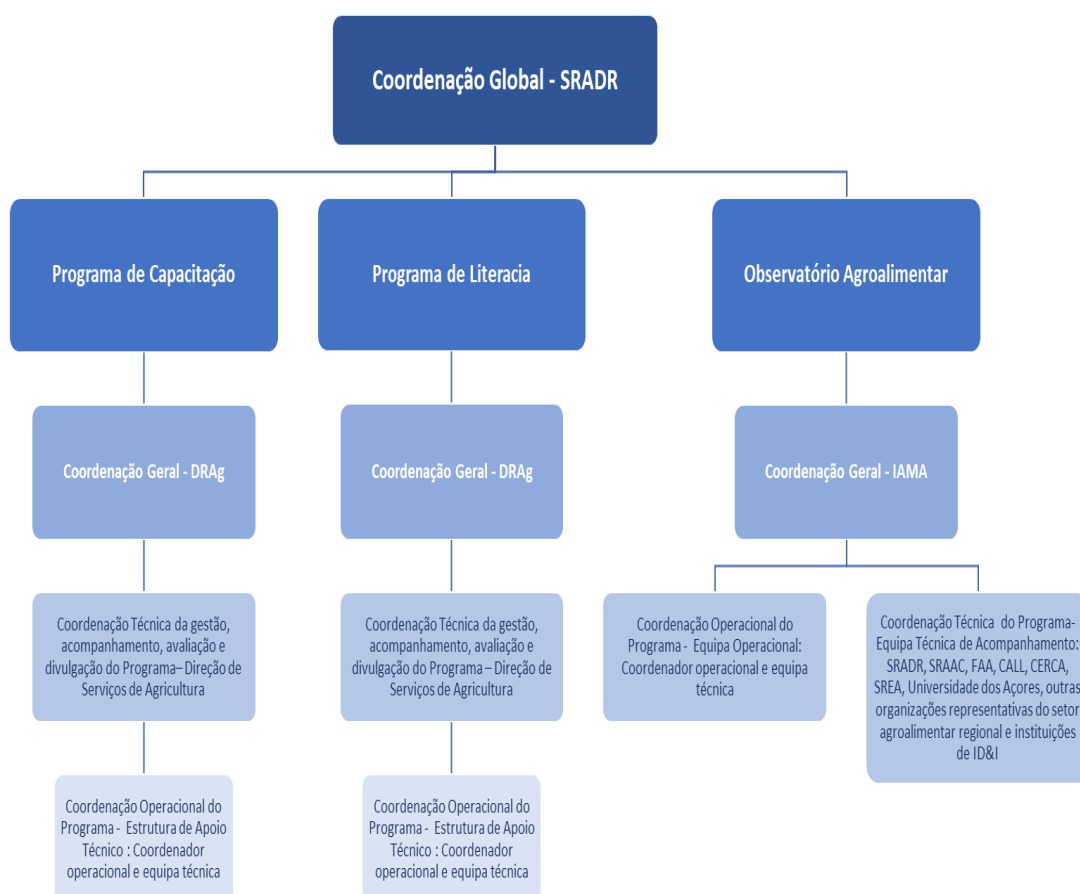 Coordenação Global - SRADR
Programa de Capacitação
Programa de Literacia
Observatório Agroalimentar
Coordenação Geral - DRAg
Coordenação Geral - DRAg
Coordenação Geral - IAMA
Coordenação Técnica da gestão,
acompanhamento, avaliação e
divulgação do Programa– Direção de
Serviços de Agricultura
Coordenação Técnica da gestão,
acompanhamento, avaliação e
divulgação do Programa – Direção de
Serviços de Agricultura
Coordenação Operacional do
Programa - Equipa Operacional:
Coordenador operacional e equipa
técnica
Coordenação Técnica do Programa-
Equipa Técnica de Acompanhamento:
SRADR, SRAAC, FAA, CALL, CERCA,
SREA, Universidade dos Açores, outras
organizações representativas do setor
agroalimentar regional e instituições
de ID&I
Coordenação Operacional do
Programa - Estrutura de Apoio
Técnico : Coordenador
operacional e equipa técnica
Coordenação Operacional do
Programa - Estrutura de Apoio
Técnico : Coordenador
operacional e equipa técnica